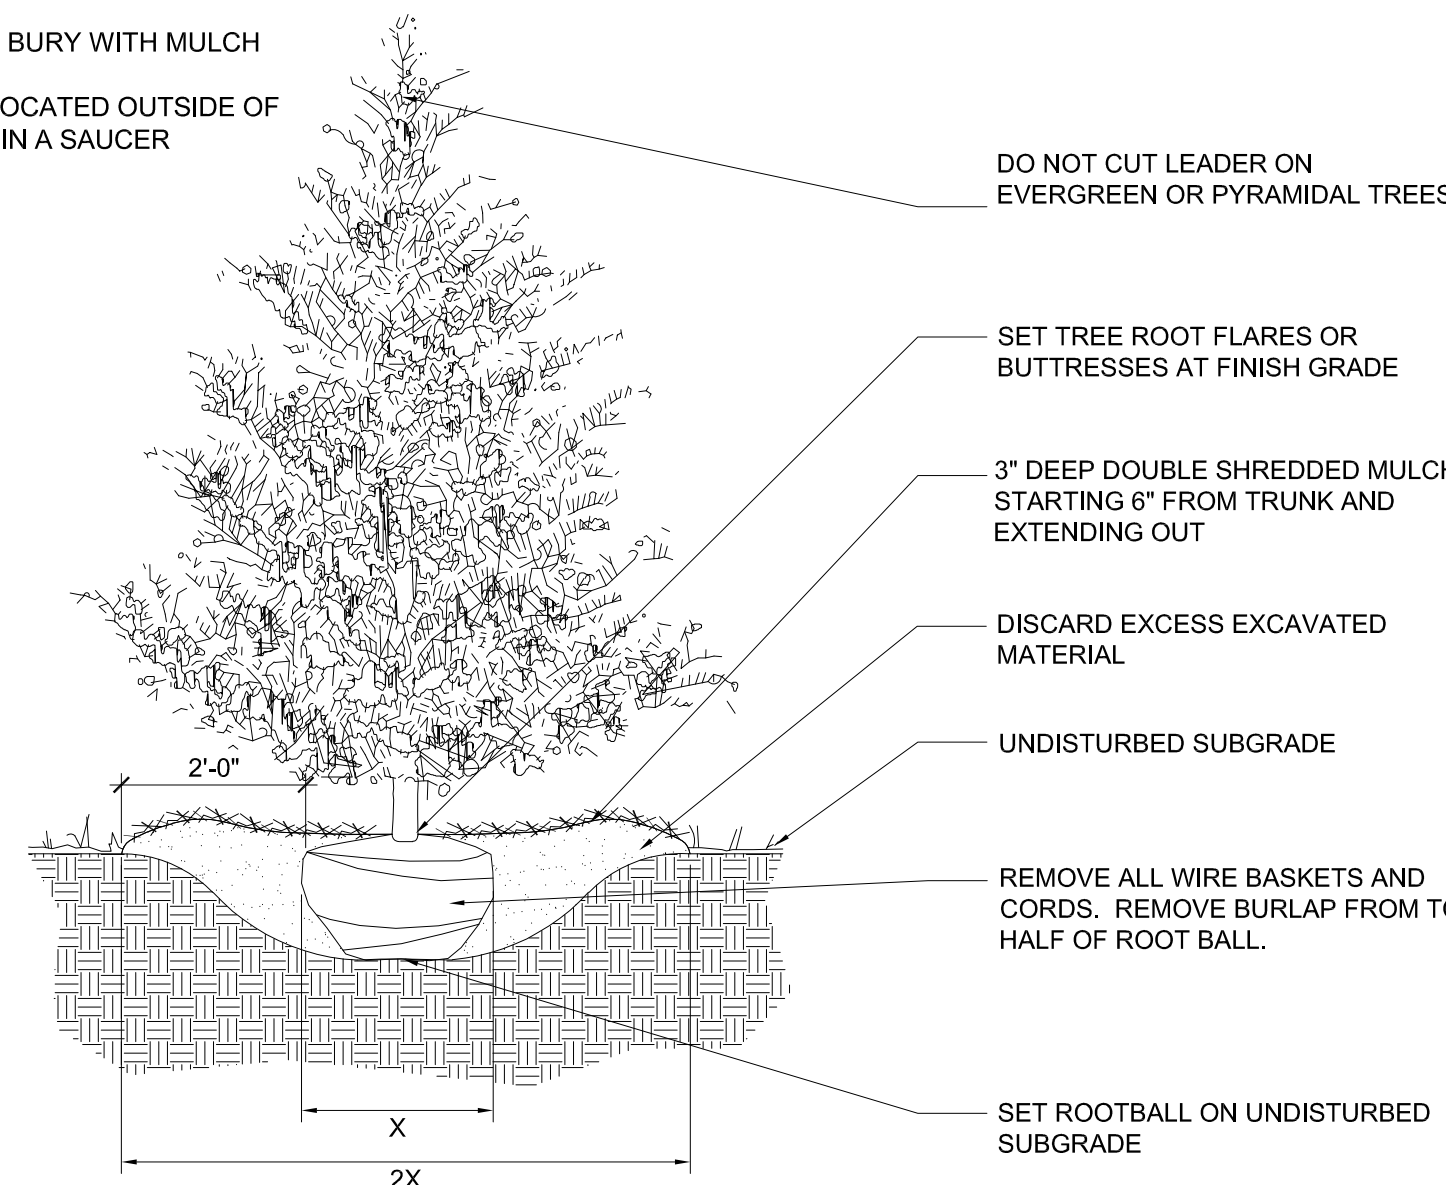 BURY WITH MULCH
OCATED OUTSIDE OF
IN A SAUCER
DO NOT CUT LEADER ON
EVERGREEN OR PYRAMIDAL TREES
SET TREE ROOT FLARES OR
BUTTRESSES AT FINISH GRADE
3" DEEP DOUBLE SHREDDED MULCH
STARTING 6" FROM TRUNK AND
EXTENDING OUT
DISCARD EXCESS EXCAVATED
MATERIAL
2'-0"
UNDISTURBED SUBGRADE
REMOVE ALL WIRE BASKETS AND
CORDS. REMOVE BURLAP FROM TO
HALF OF ROOT BALL.
SET ROOTBALL ON UNDISTURBED
SUBGRADE
X
2X